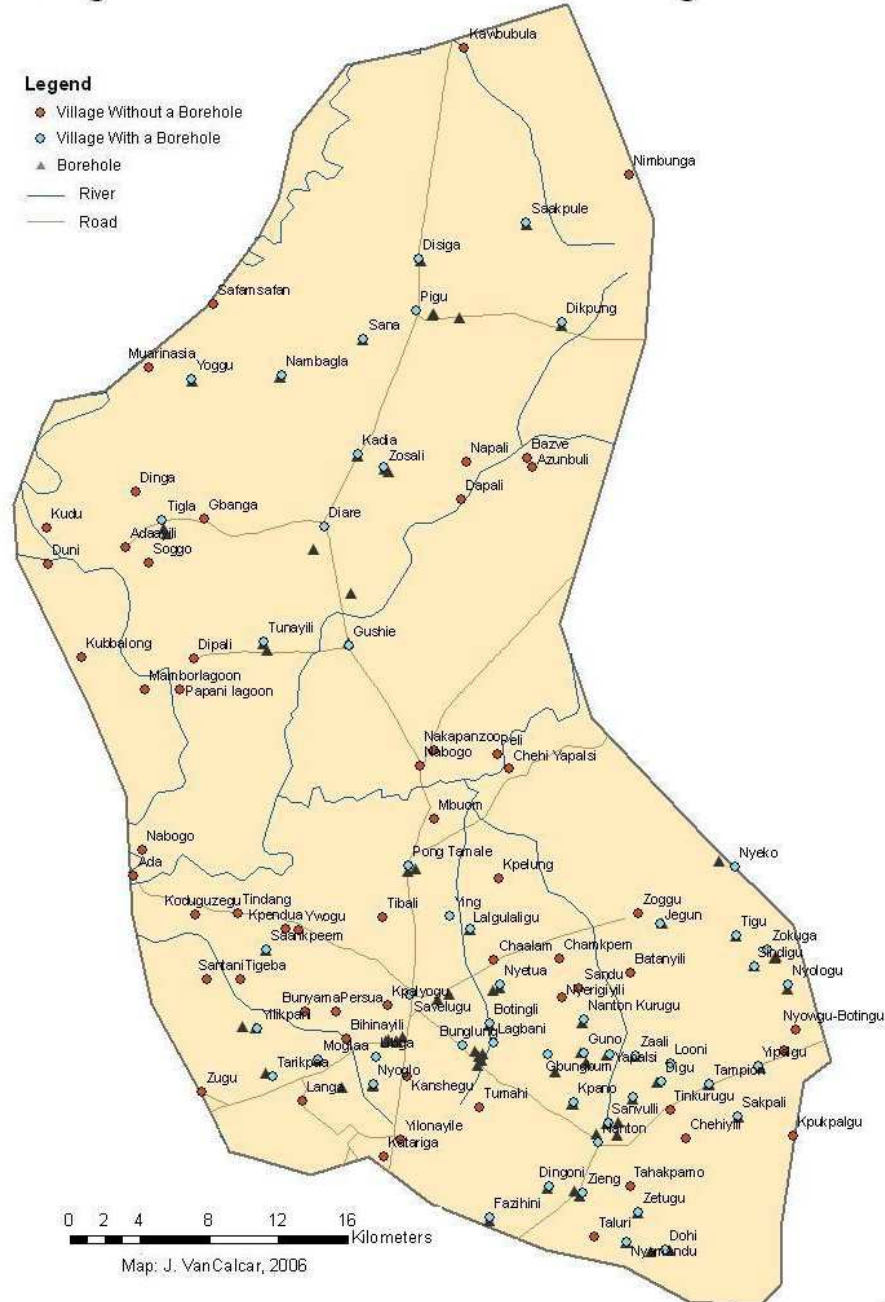 Kawbubula
Legend
Village Without a Borehole
Village With a Borehole
Borehole
River
Road
Nimbunga
Saakpule
Disiga
Pigu
Safamsafan
Dikpung
Sana
Muarinasia
Yoggu
Nambagla
Kadia
Zosali
Napali
Bazve
Azunbuli
Dinga
Dapali
Tigla
Gbanga
Diare
Kudu
Duni
Soggo
Tunayili
Gushie
Kubbalong
Dipali
Mamborlagoon
Papani lagoon
Nakapanzoo
Peli
Nabogo
Chehi Yapalsi
Mbuom
Nabogo
Ada
Pong Tamale
Kpelung
Nyeko
Koduguzegu
Tindang
Kpendua
Ywogu
Tibali
Ying
Lalgulaligu
Zoggu
Jegun
Tigu
Zokuga
Sindigu
Saankpeem
Chaalam
Chamkpem
Batanyili
Santani
Tigeba
Nyetua
Sandu
Nyerigiyili
Nyologu
Bunyama
Persua
Kpalyogu
Savelugu
Nanton Kurugu
Nyowgu-Botingu
Yilikpani
Bihinayili
Botingli
Bunglung
Lagbani
Moglaa
Guno
Zaali
Looni
Yipelgu
Tarikpaa
Nyoglo
Kanshegu
Gbungbum
Yapalsi
Digu
Tampion
Zugu
Langa
Tumahi
Kpano
Sanvulli
Tinkurugu
Sakpali
Yilonayile
Nanton
Chehiyili
Kpukpalgu
Katariga
Dingoni
Zieng
Tahakpamo
Fazihini
Zetugu
Taluri
Dohi
Nyamandu
0 2 4 8 12 16
Kilometers
Map: J. VanCalcar, 2006